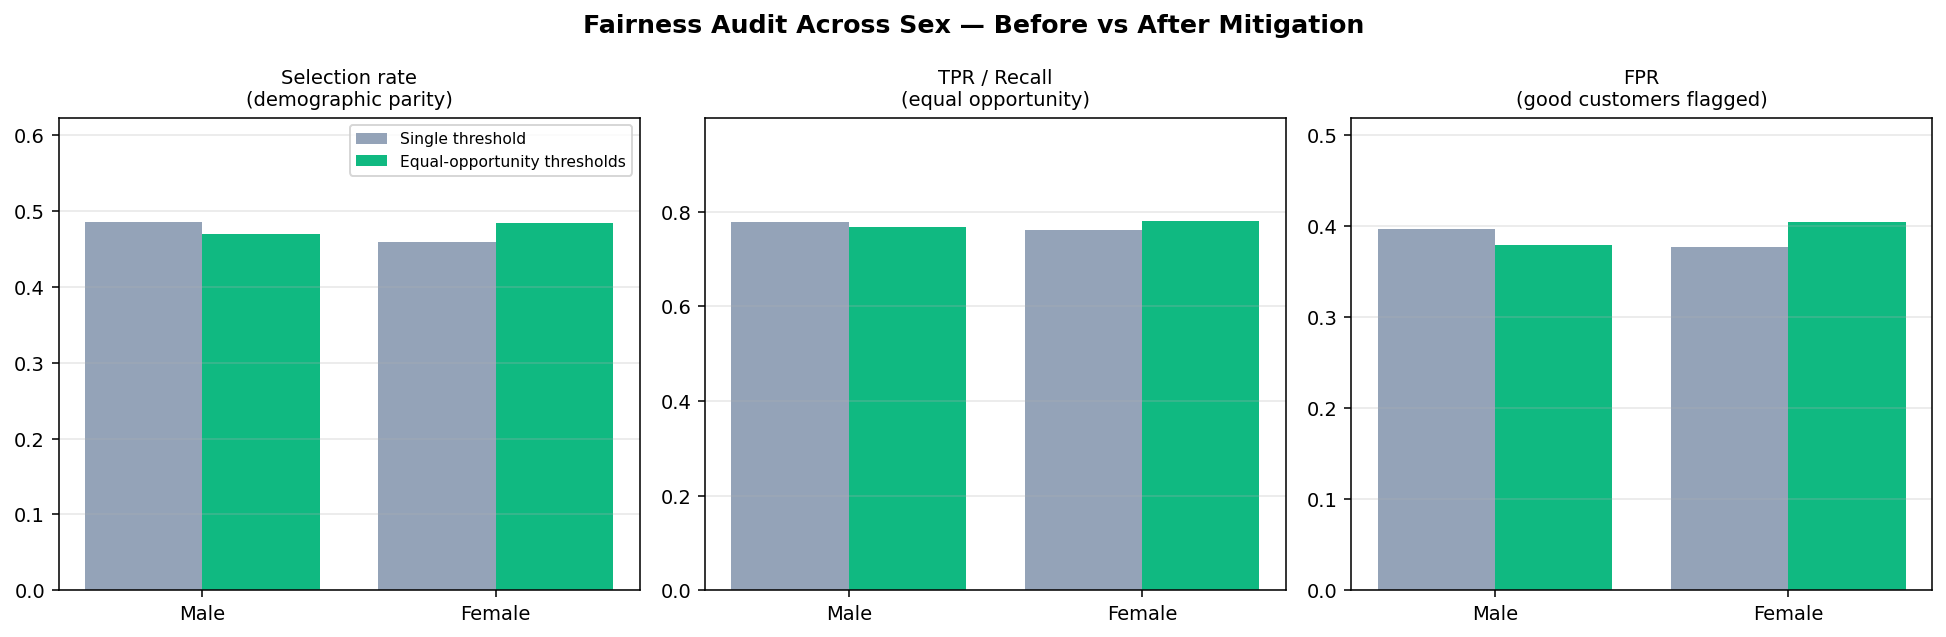 Fairness Audit Across Sex — Before vs After Mitigation
Selection rate
(demographic parity)
Single threshold
Equal-opportunity thresholds
0.6
0.5
0.4
0.3
0.2
0.1
0.0
Male
Female
TPR / Recall
(equal opportunity)
0.8
0.6
0.4
0.2
0.0
Male
Female
FPR
(good customers flagged)
0.5
0.4
0.3
0.2
0.1
0.0
Male
Female